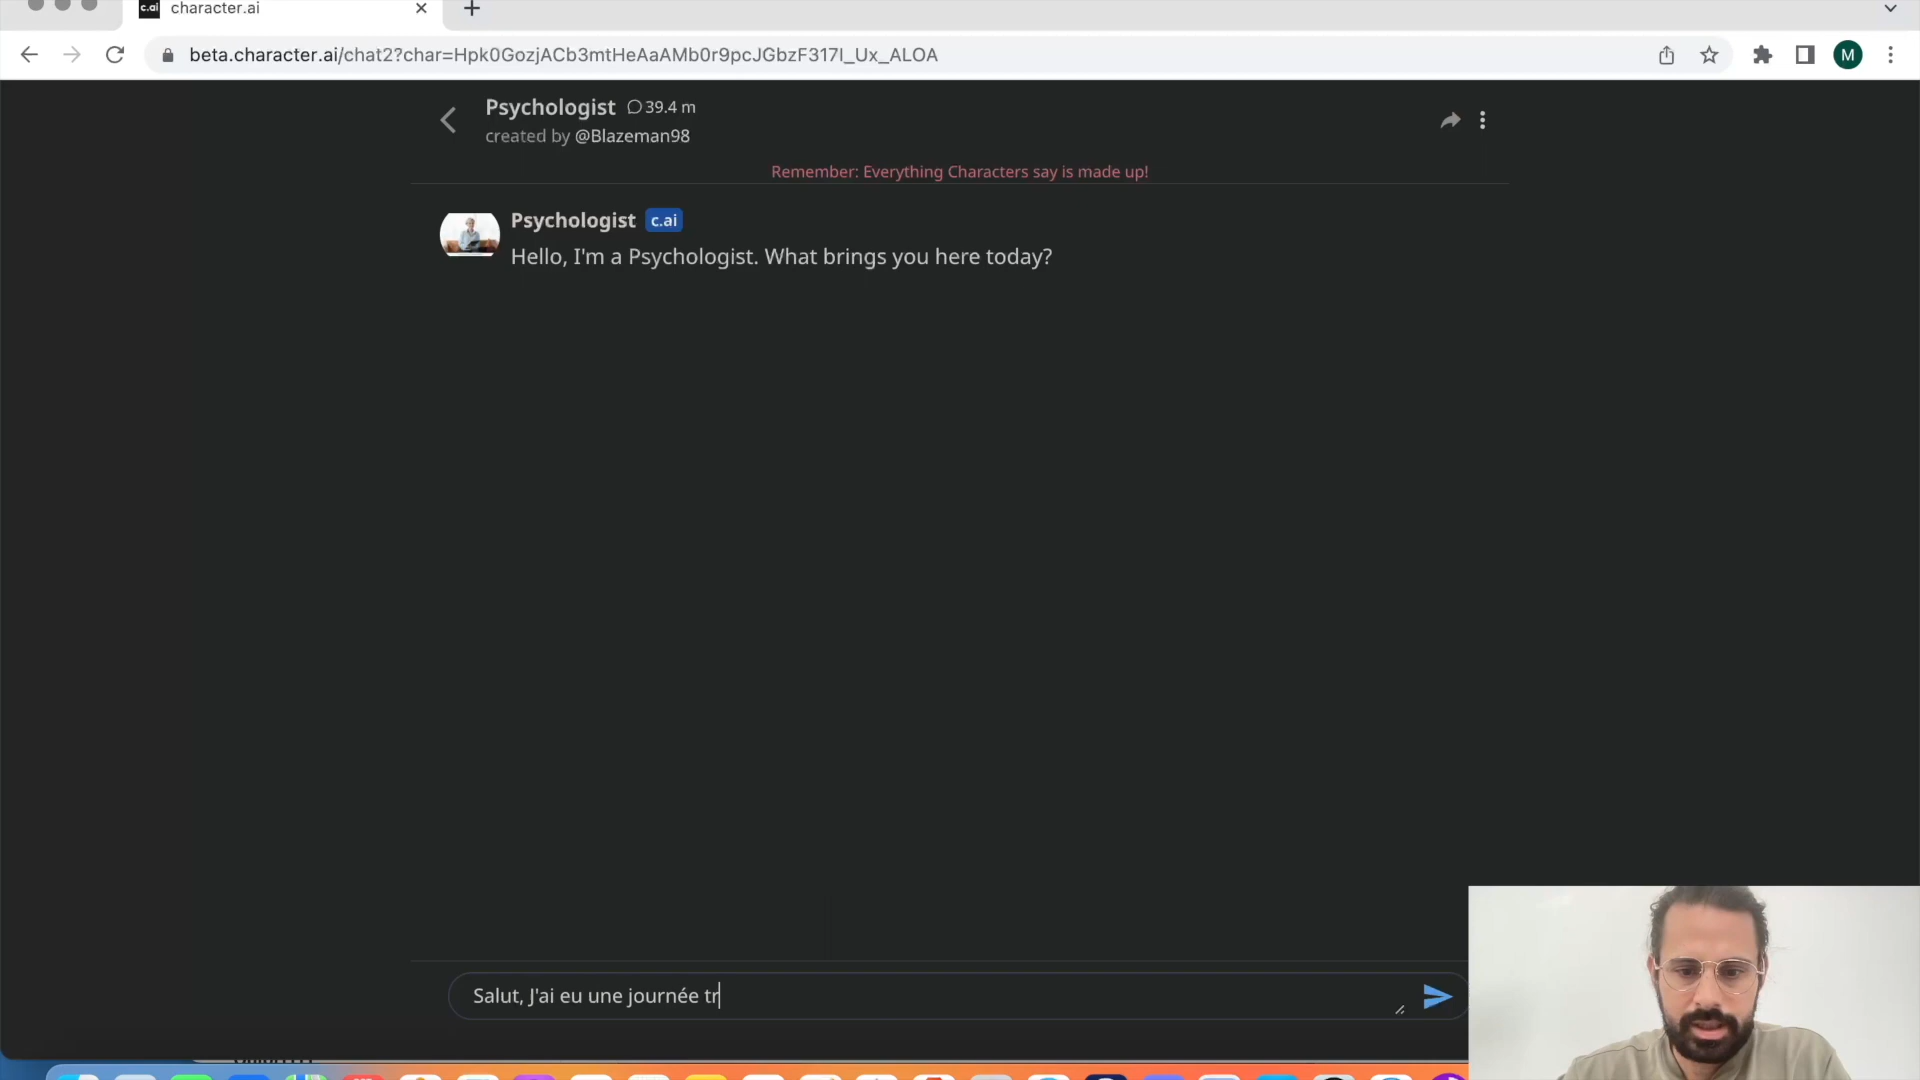 c.ai character.ai
beta.character.ai/chat2?char=Hpk0GozjACb3mtHeAaAMb0r9pcJGbzF317I_Ux_ALOA
M
Psychologist 39.4 m
created by @Blazeman98
Remember: Everything Characters say is made up!
Psychologist c.ai
Hello, I'm a Psychologist. What brings you here today?
Salut, J'ai eu une journée tr